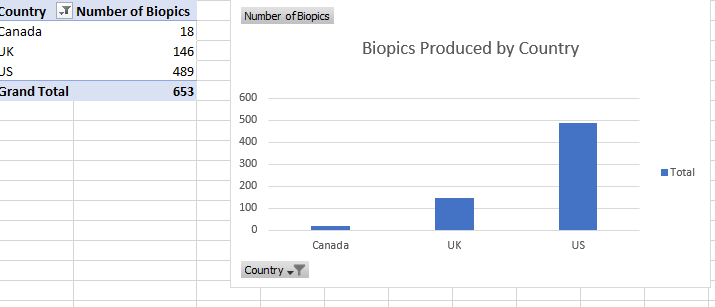 Country Number of Biopics
Canada 18
UK 146
US 489
Grand Total 653
Number of Biopics
Biopics Produced by Country
600
500
400
300
200
100
0
Canada UK US
Total
Country